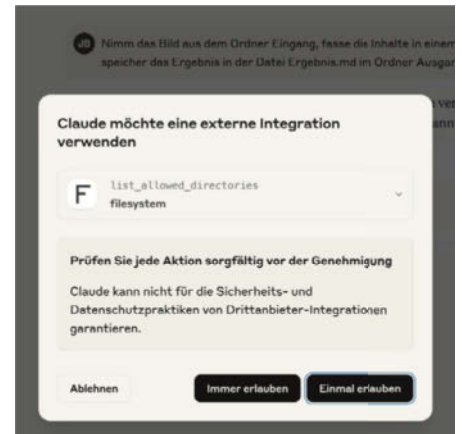 JB
Nimm das Bild aus dem Ordner Eingang, fasse die Inhalte in einem
speicher das Ergebnis in der Datei Ergebnis.md im Ordner Ausgan
Claude möchte eine externe Integration
verwenden
F
list_allowed_directories
filesystem
Prüfen Sie jede Aktion sorgfältig vor der Genehmigung
Claude kann nicht für die Sicherheits- und
Datenschutzpraktiken von Drittanbieter-Integrationen
garantieren.
Ablehnen
Immer erlauben
Einmal erlauben